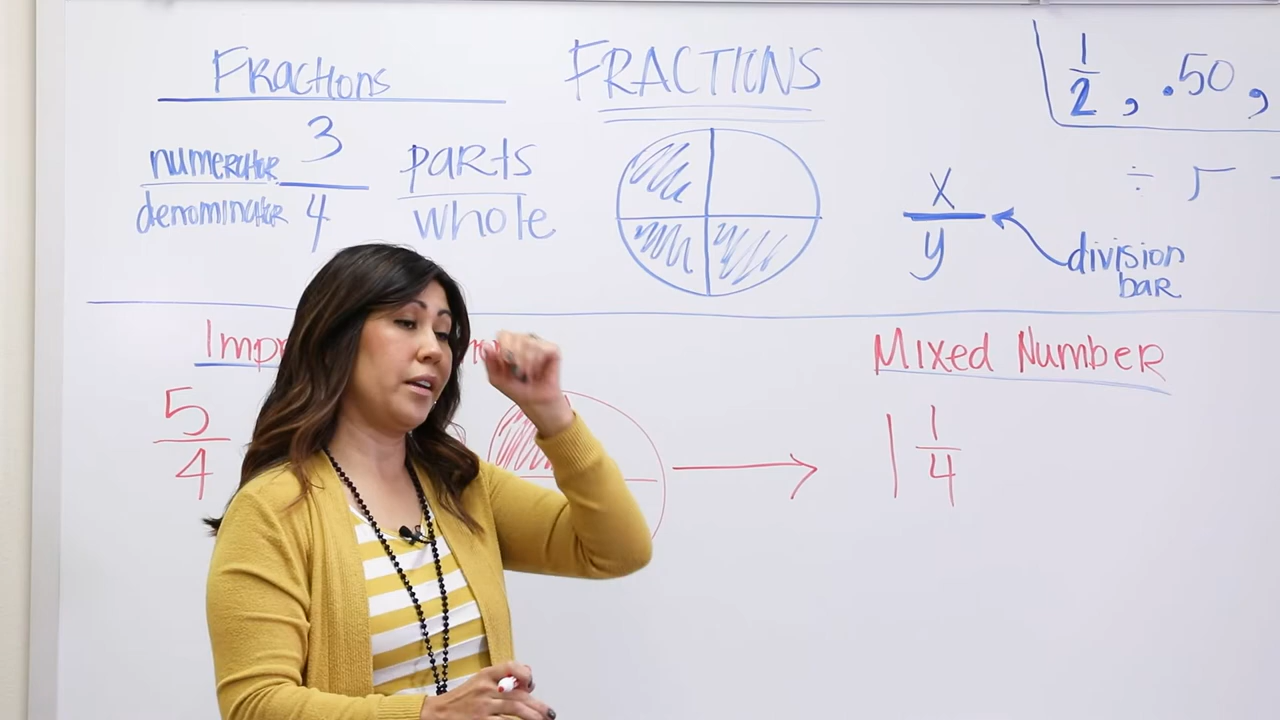 Fractions
numerator 3
denominator 4
parts
whole
FRACTIONS
x
y
division
bar
1
2 , .50 ,
÷ 5
Mixed Number
5
4
1 1
4